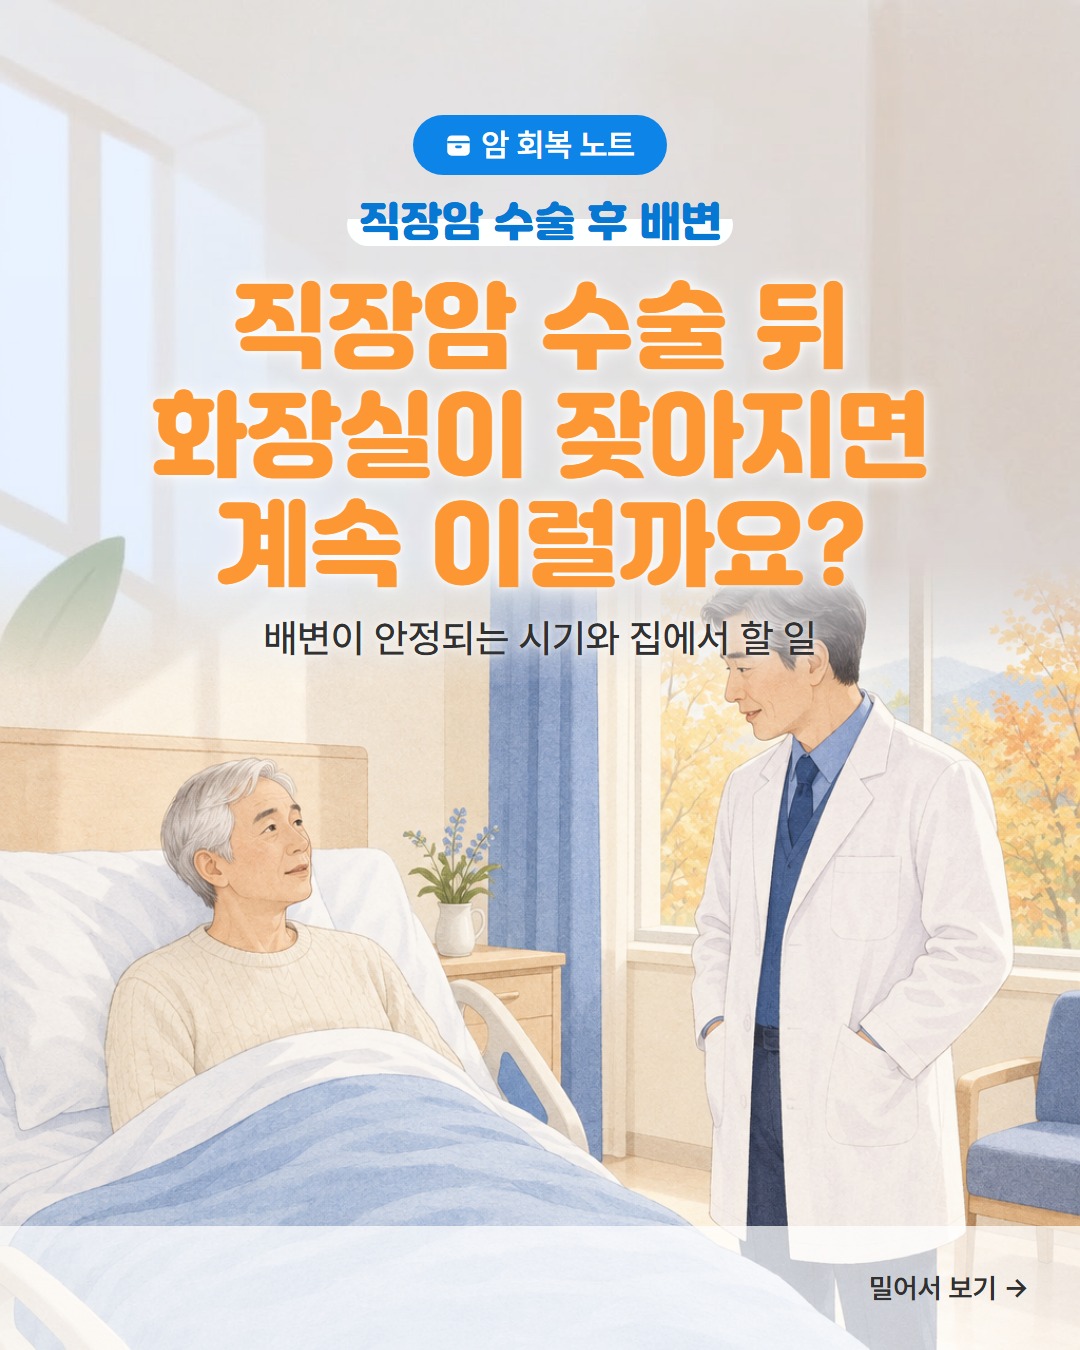 암 회복 노트
직장암 수술 후 배변
직장암 수술 뒤
화장실이 잦아지면
계속 이럴까요?
배변이 안정되는 시기와 집에서 할 일
밀어서 보기 →